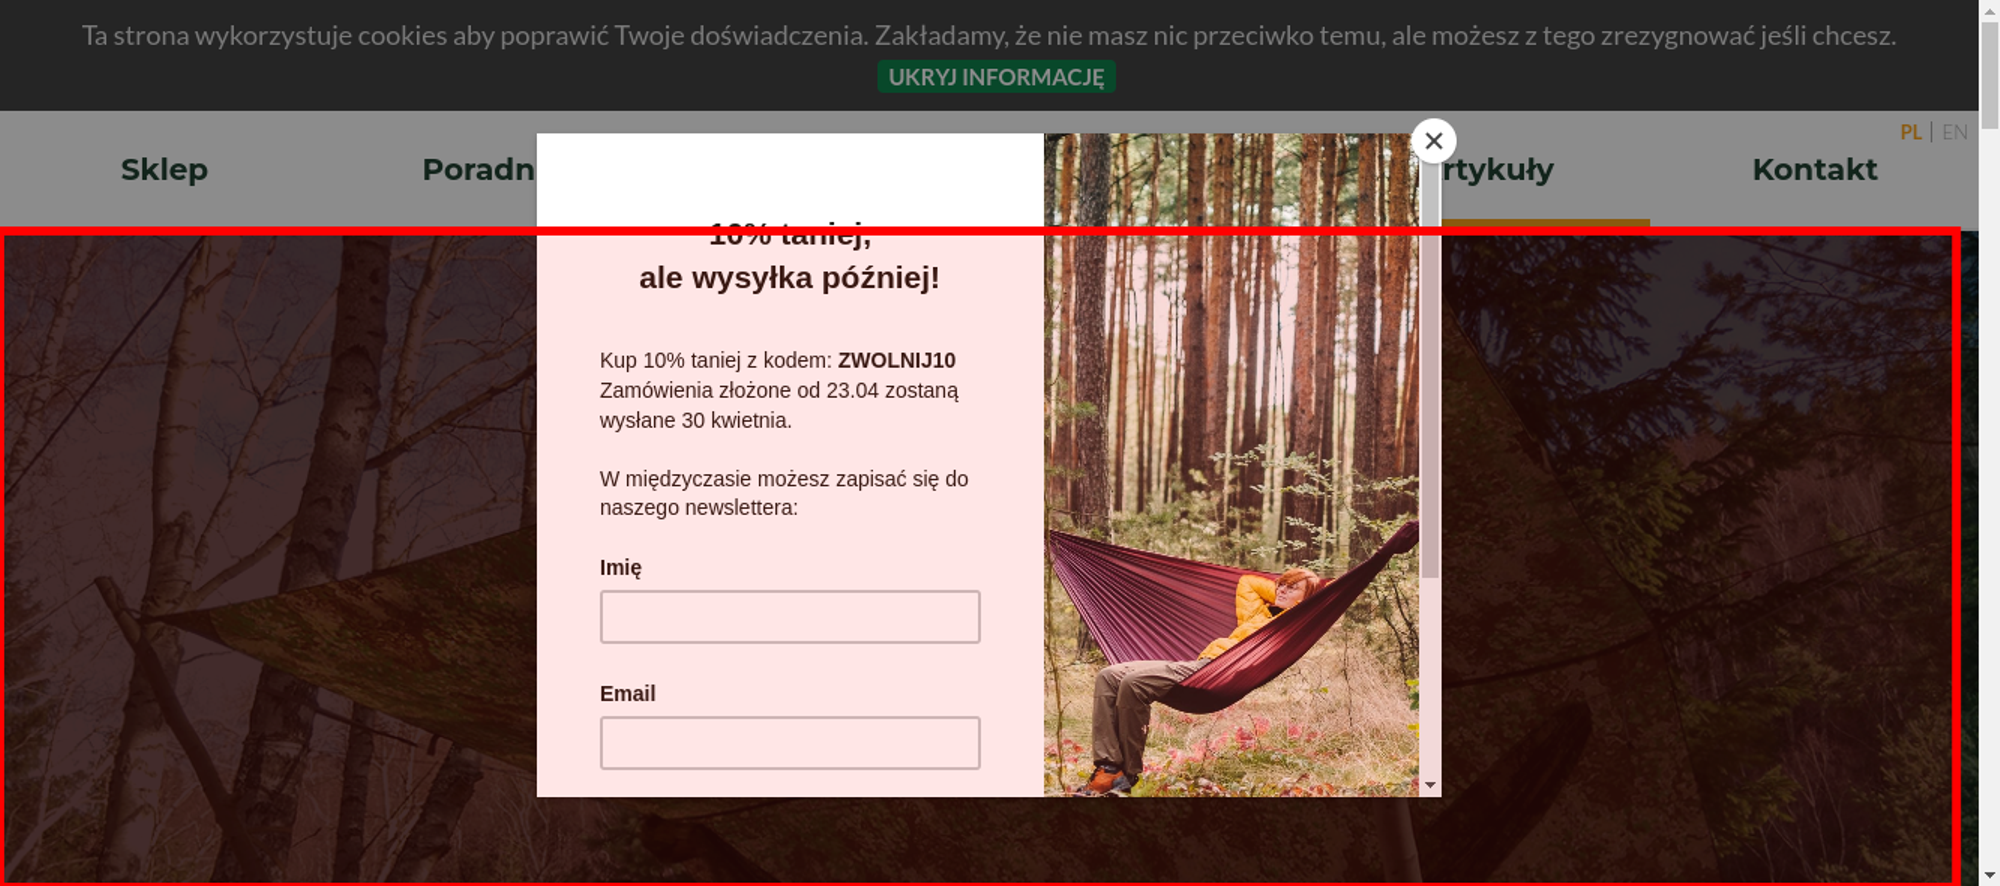 Ta strona wykorzystuje cookies aby poprawić Twoje doświadczenia. Zakładamy, że nie masz nic przeciwko temu, ale możesz z tego zrezygnować jeśli chcesz.
UKRYJ INFORMACJĘ
PL | EN
Sklep Poradn rtykuły Kontakt
10% taniej,
ale wysyłka później!
Kup 10% taniej z kodem: ZWOLNIJ10
Zamówienia złożone od 23.04 zostaną
wysłane 30 kwietnia.
W międzyczasie możesz zapisać się do
naszego newslettera:
Imię
Email